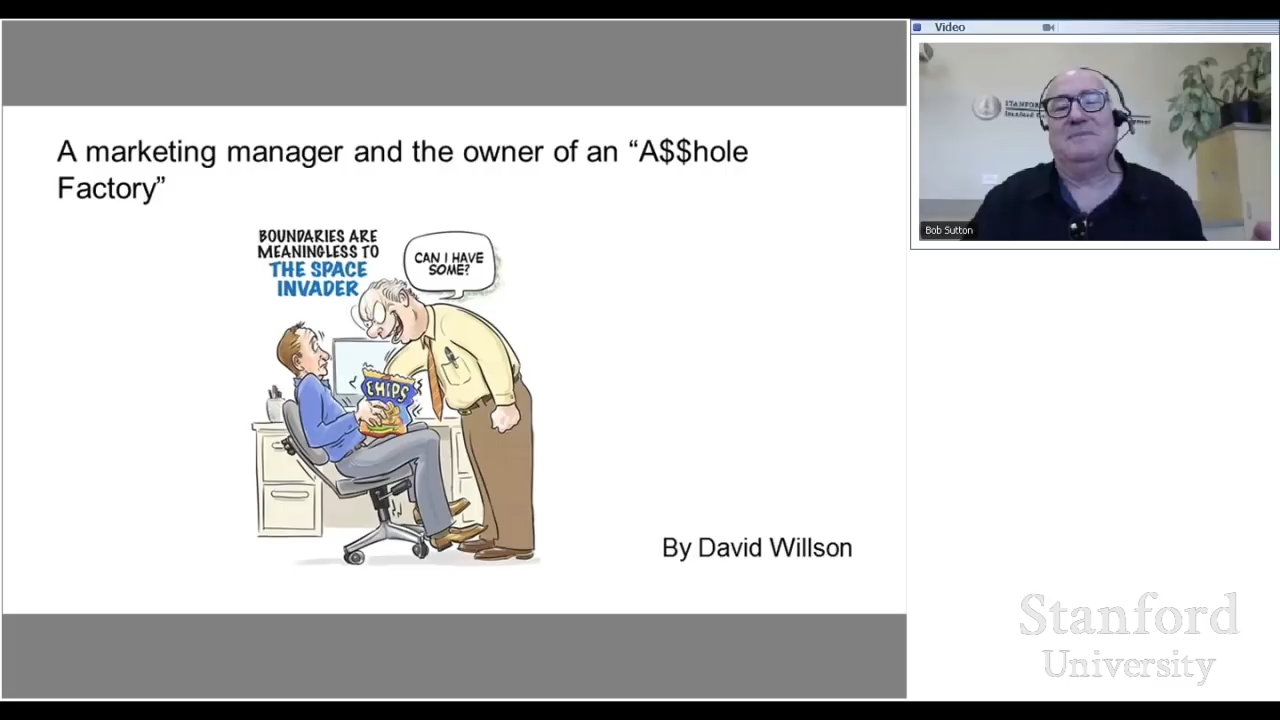 A marketing manager and the owner of an “A$$hole
Factory”
BOUNDARIES ARE
MEANINGLESS TO
THE SPACE
INVADER
CAN I HAVE
SOME?
CHIPS
By David Willson
Video
STANFORD
Bob Sutton
Stanford
University